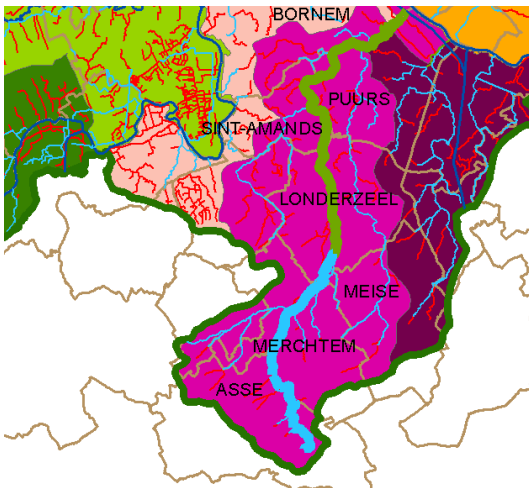 BORNEM
PUURS
SINT-AMANDS
LONDERZEEL
MEISE
MERCHTEM
ASSE